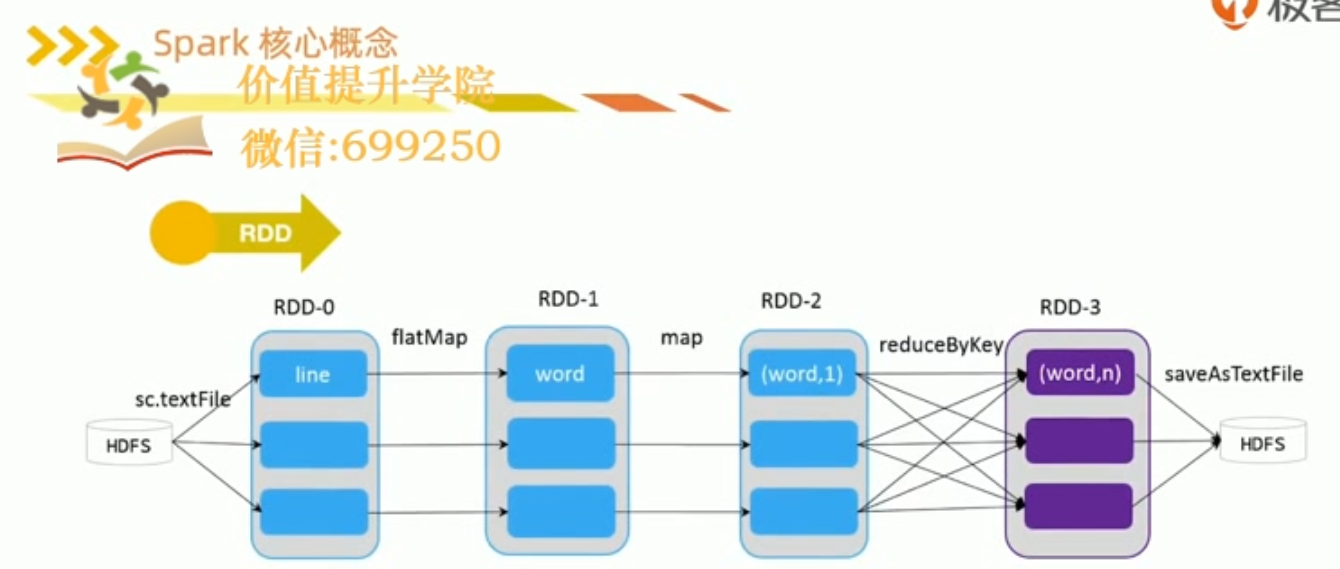 极客
Spark 核心概念
价值提升学院
微信:699250
RDD
RDD-0
RDD-1
RDD-2
RDD-3
flatMap
map
reduceByKey
line
word
(word,1)
(word,n)
saveAsTextFile
sc.textFile
HDFS
HDFS